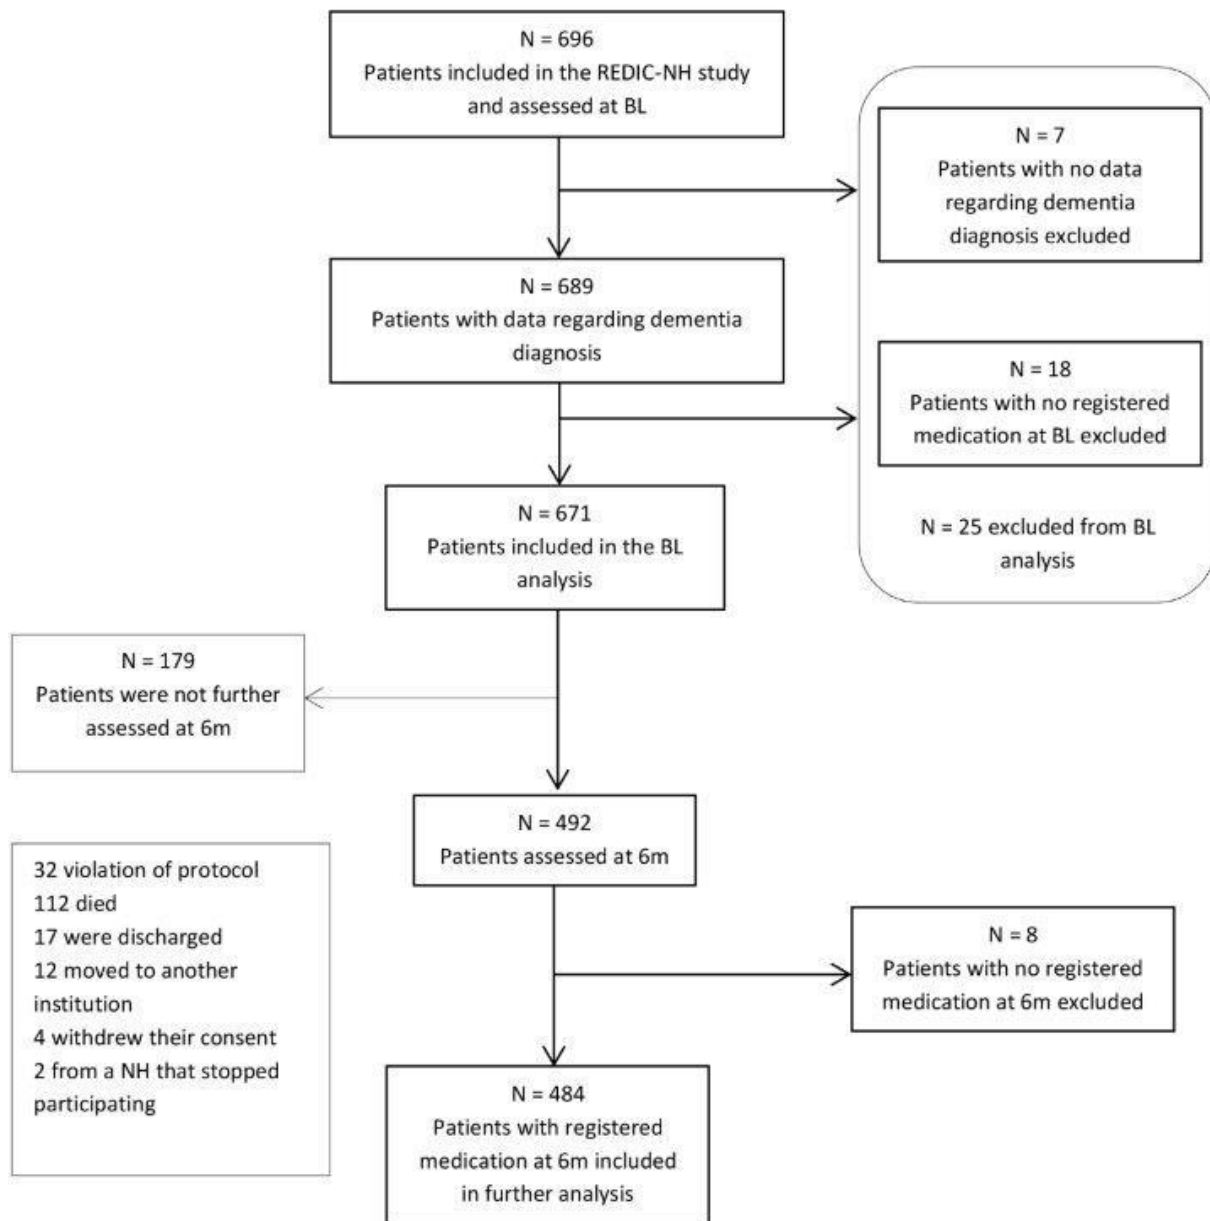 N = 696
Patients included in the REDIC-NH study
and assessed at BL
N = 7
Patients with no data
regarding dementia
diagnosis excluded
N = 689
Patients with data regarding dementia
diagnosis
N = 18
Patients with no registered
medication at BL excluded
N = 671
Patients included in the BL
analysis
N = 25 excluded from BL
analysis
N = 179
Patients were not further
assessed at 6m
N = 492
Patients assessed at 6m
32 violation of protocol
112 died
17 were discharged
12 moved to another
institution
4 withdrew their consent
2 from a NH that stopped
participating
N = 8
Patients with no registered
medication at 6m excluded
N = 484
Patients with registered
medication at 6m included
in further analysis